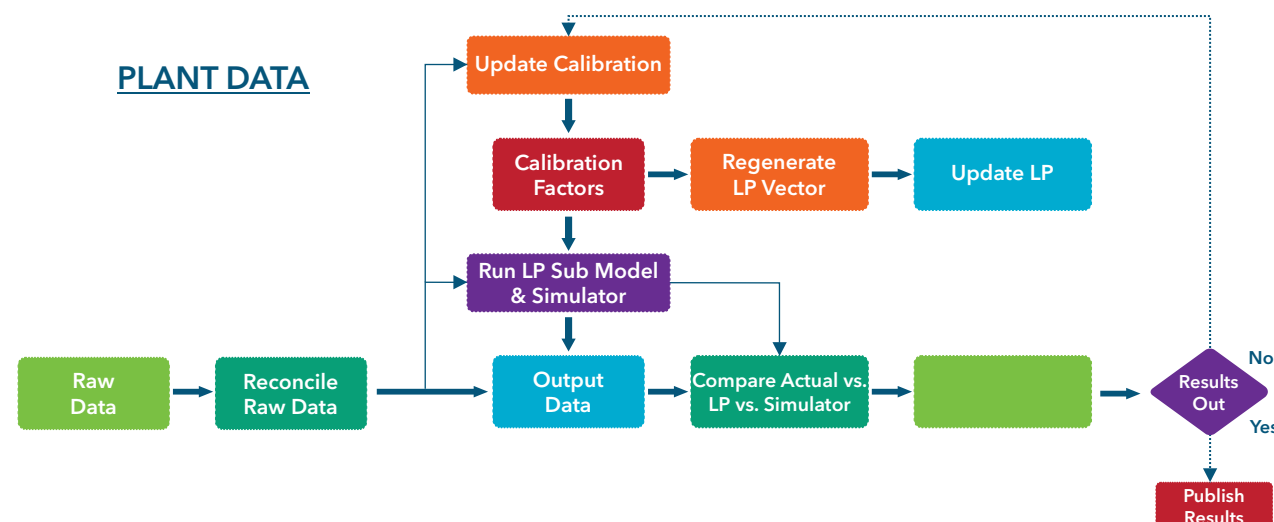 PLANT DATA
Update Calibration
Calibration
Factors
Regenerate
LP Vector
Update LP
Run LP Sub Model
& Simulator
Raw
Data
Reconcile
Raw Data
Output
Data
Compare Actual vs.
LP vs. Simulator
Results
Out
No
Yes
Publish
Results